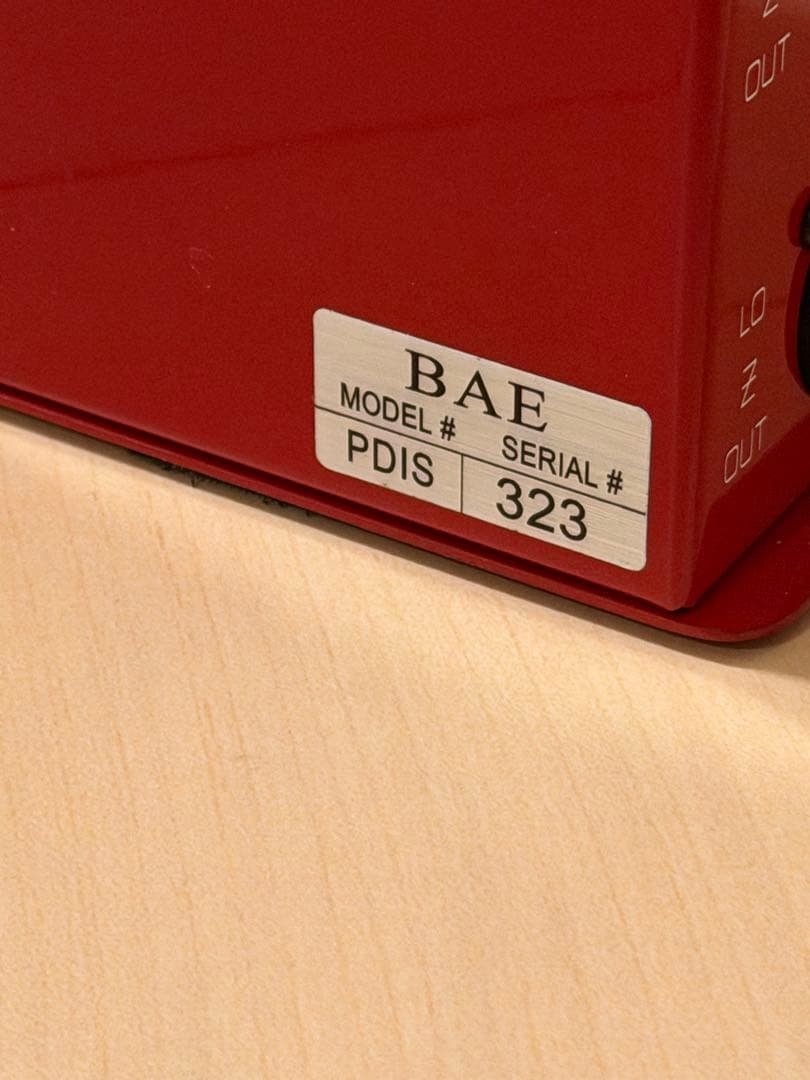 BAE
MODEL #
SERIAL #
PDIS
323
OUT
LO
Z
OUT